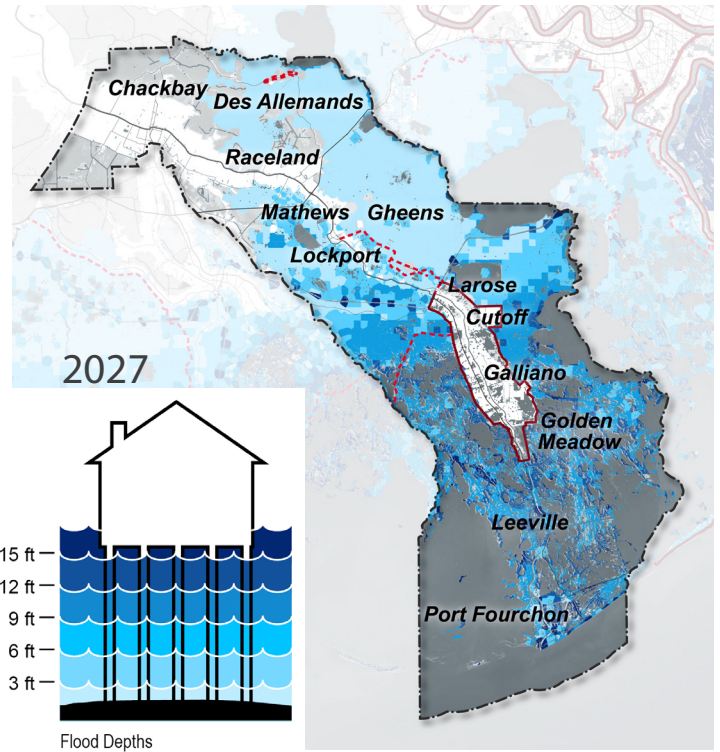 Chackbay
Des Allemands
Raceland
Mathews
Gheens
Lockport
Larose
Cutoff
2027
Galliano
Golden
Meadow
Leeville
Port Fourchon
15 ft
12 ft
9 ft
6 ft
3 ft
Flood Depths